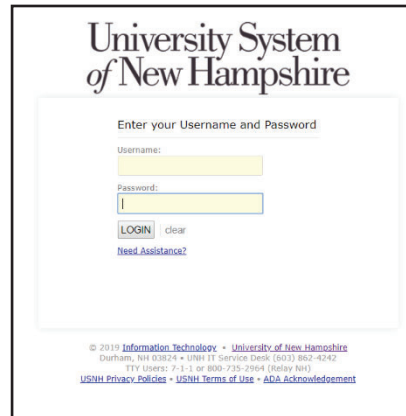 University System
of New Hampshire
Enter your Username and Password
Username:
Password:
LOGIN | clear
Need Assistance?
© 2019 Information Technology • University of New Hampshire
Durham, NH 03824 • UNH IT Service Desk (603) 862-4242
TTY Users: 7-1-1 or 800-735-2964 (Relay NH)
USNH Privacy Policies • USNH Terms of Use • ADA Acknowledgement